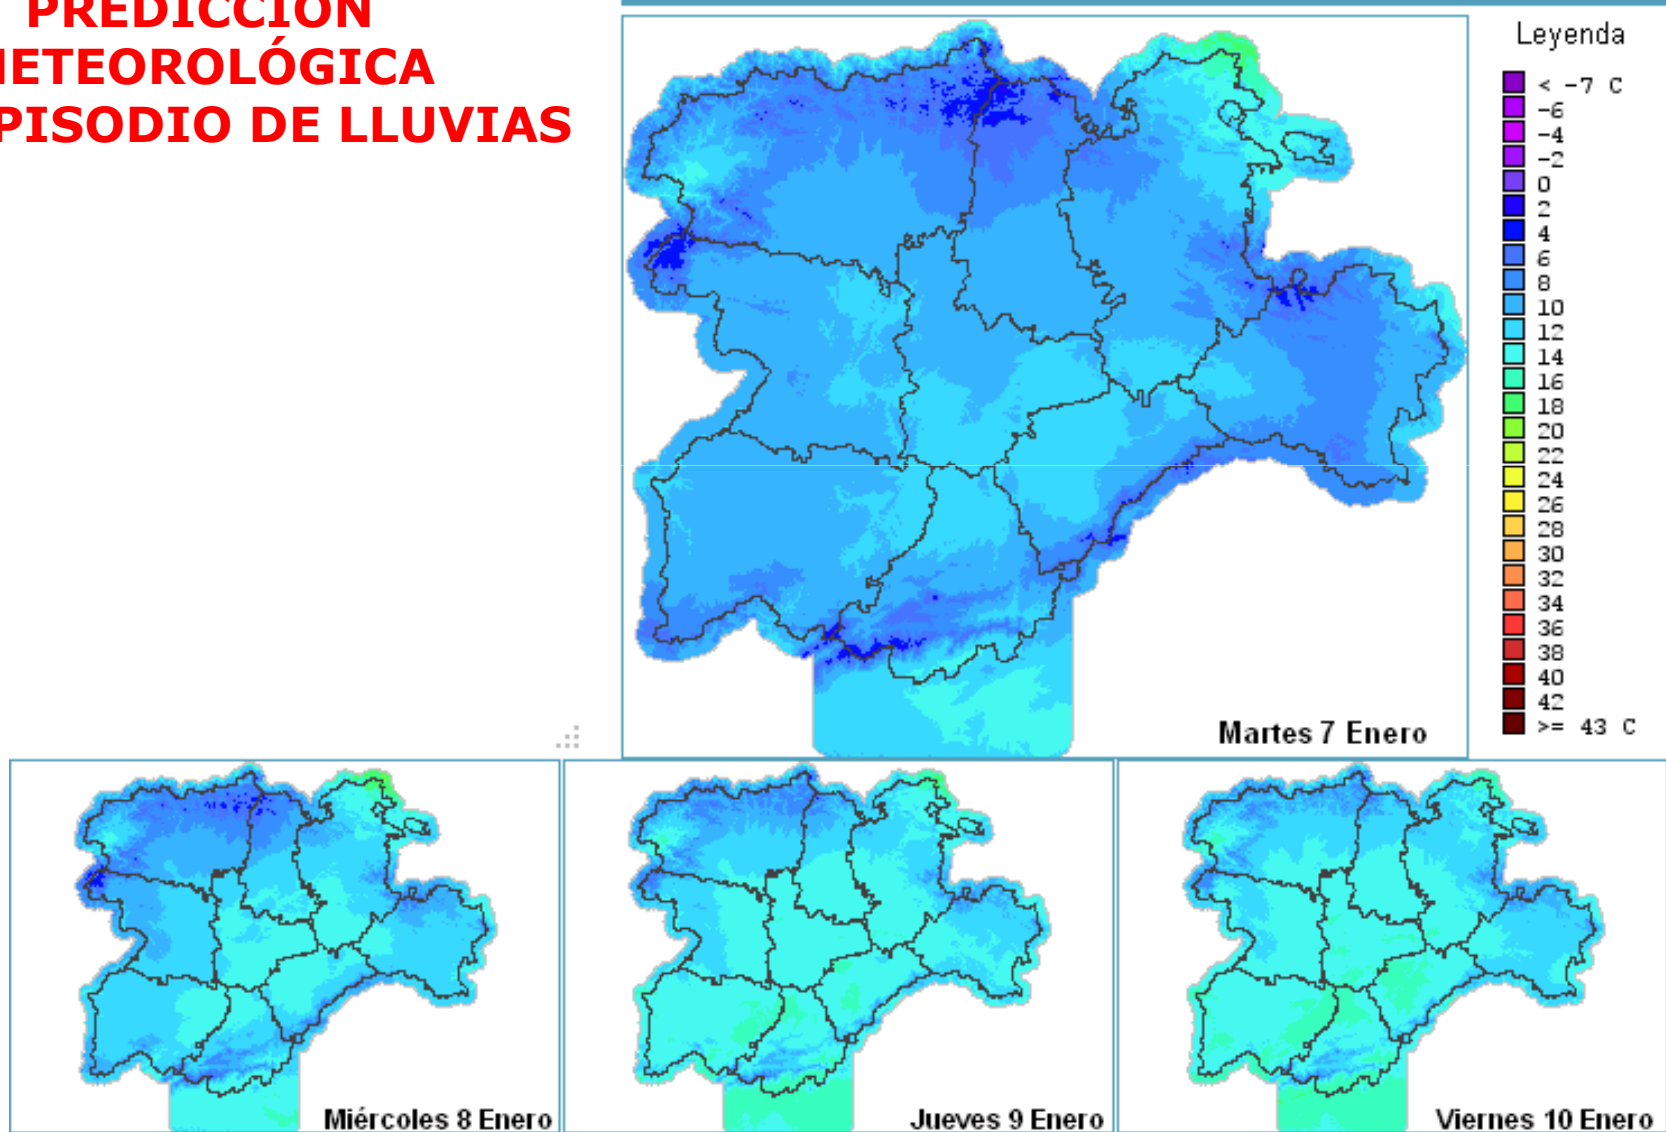 PREDICCIÓN
METEOROLÓGICA
EPISODIO DE LLUVIAS
Leyenda
< -7 C
-6
-4
-2
0
2
4
6
8
10
12
14
16
18
20
22
24
26
28
30
32
34
36
38
40
42
>= 43 C
Martes 7 Enero
Miércoles 8 Enero
Jueves 9 Enero
Viernes 10 Enero